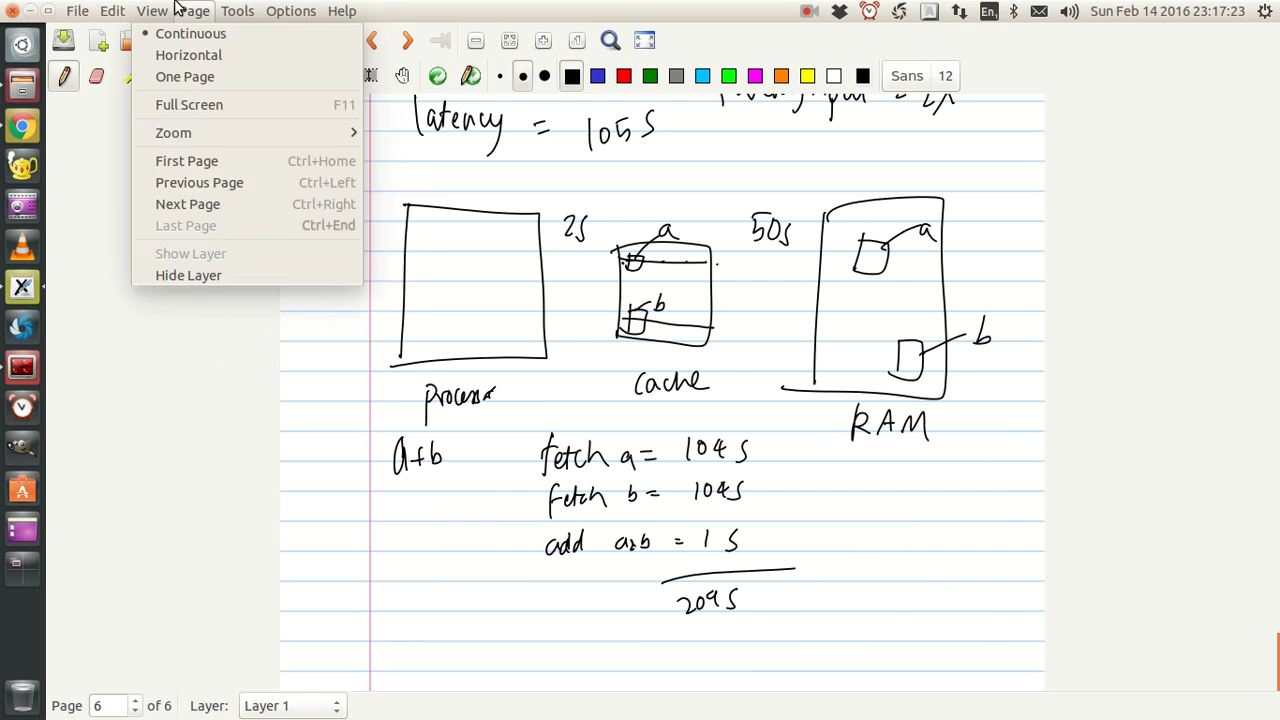 File Edit View Page Tools Options Help
En1 Sun Feb 14 2016 23:17:23
Continuous
Horizontal
One Page
Full Screen F11
Zoom
First Page Ctrl+Home
Previous Page Ctrl+Left
Next Page Ctrl+Right
Last Page Ctrl+End
Show Layer
Hide Layer
Sans 12
latency = 105 S
2s a 50s a
b b
Cache
RAM
a+b fetch a = 104 S
fetch b = 104S
add a+b = 1 S
209 S
Page 6 of 6 Layer: Layer 1